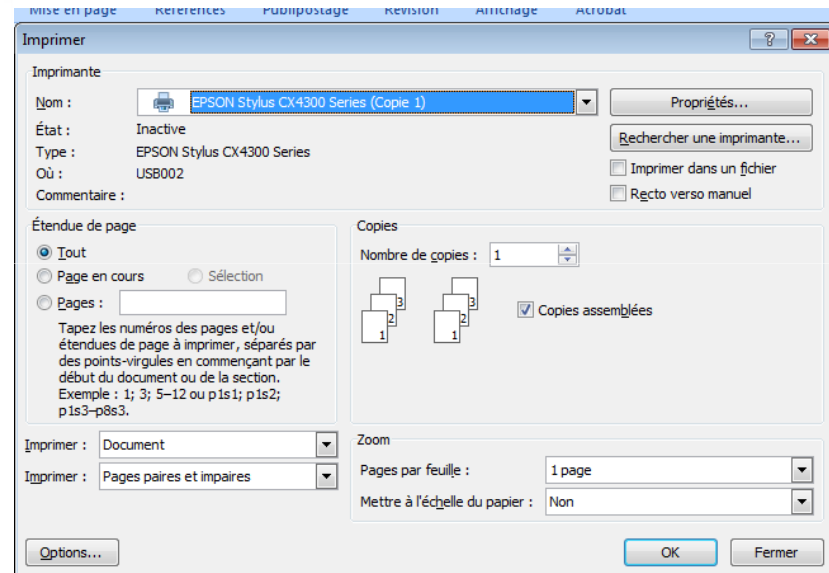 Mise en page Références Publipostage Révision Affichage Acrobat
Imprimer
Imprimante
Nom : EPSON Stylus CX4300 Series (Copie 1) Propriétés...
État : Inactive
Rechercher une imprimante...
Type : EPSON Stylus CX4300 Series
Où : USB002
Imprimer dans un fichier
Commentaire :
Recto verso manuel
Étendue de page
Tout
Page en cours Sélection
Pages :
Tapez les numéros des pages et/ou
étendues de page à imprimer, séparés par
des points-virgules en commençant par le
début du document ou de la section.
Exemple : 1; 3; 5–12 ou p1s1; p1s2;
p1s3–p8s3.
Copies
Nombre de copies : 1
3 3
2 2
1 1
Copies assemblées
Imprimer : Document
Imprimer : Pages paires et impaires
Zoom
Pages par feuille : 1 page
Mettre à l'échelle du papier : Non
Options... OK Fermer